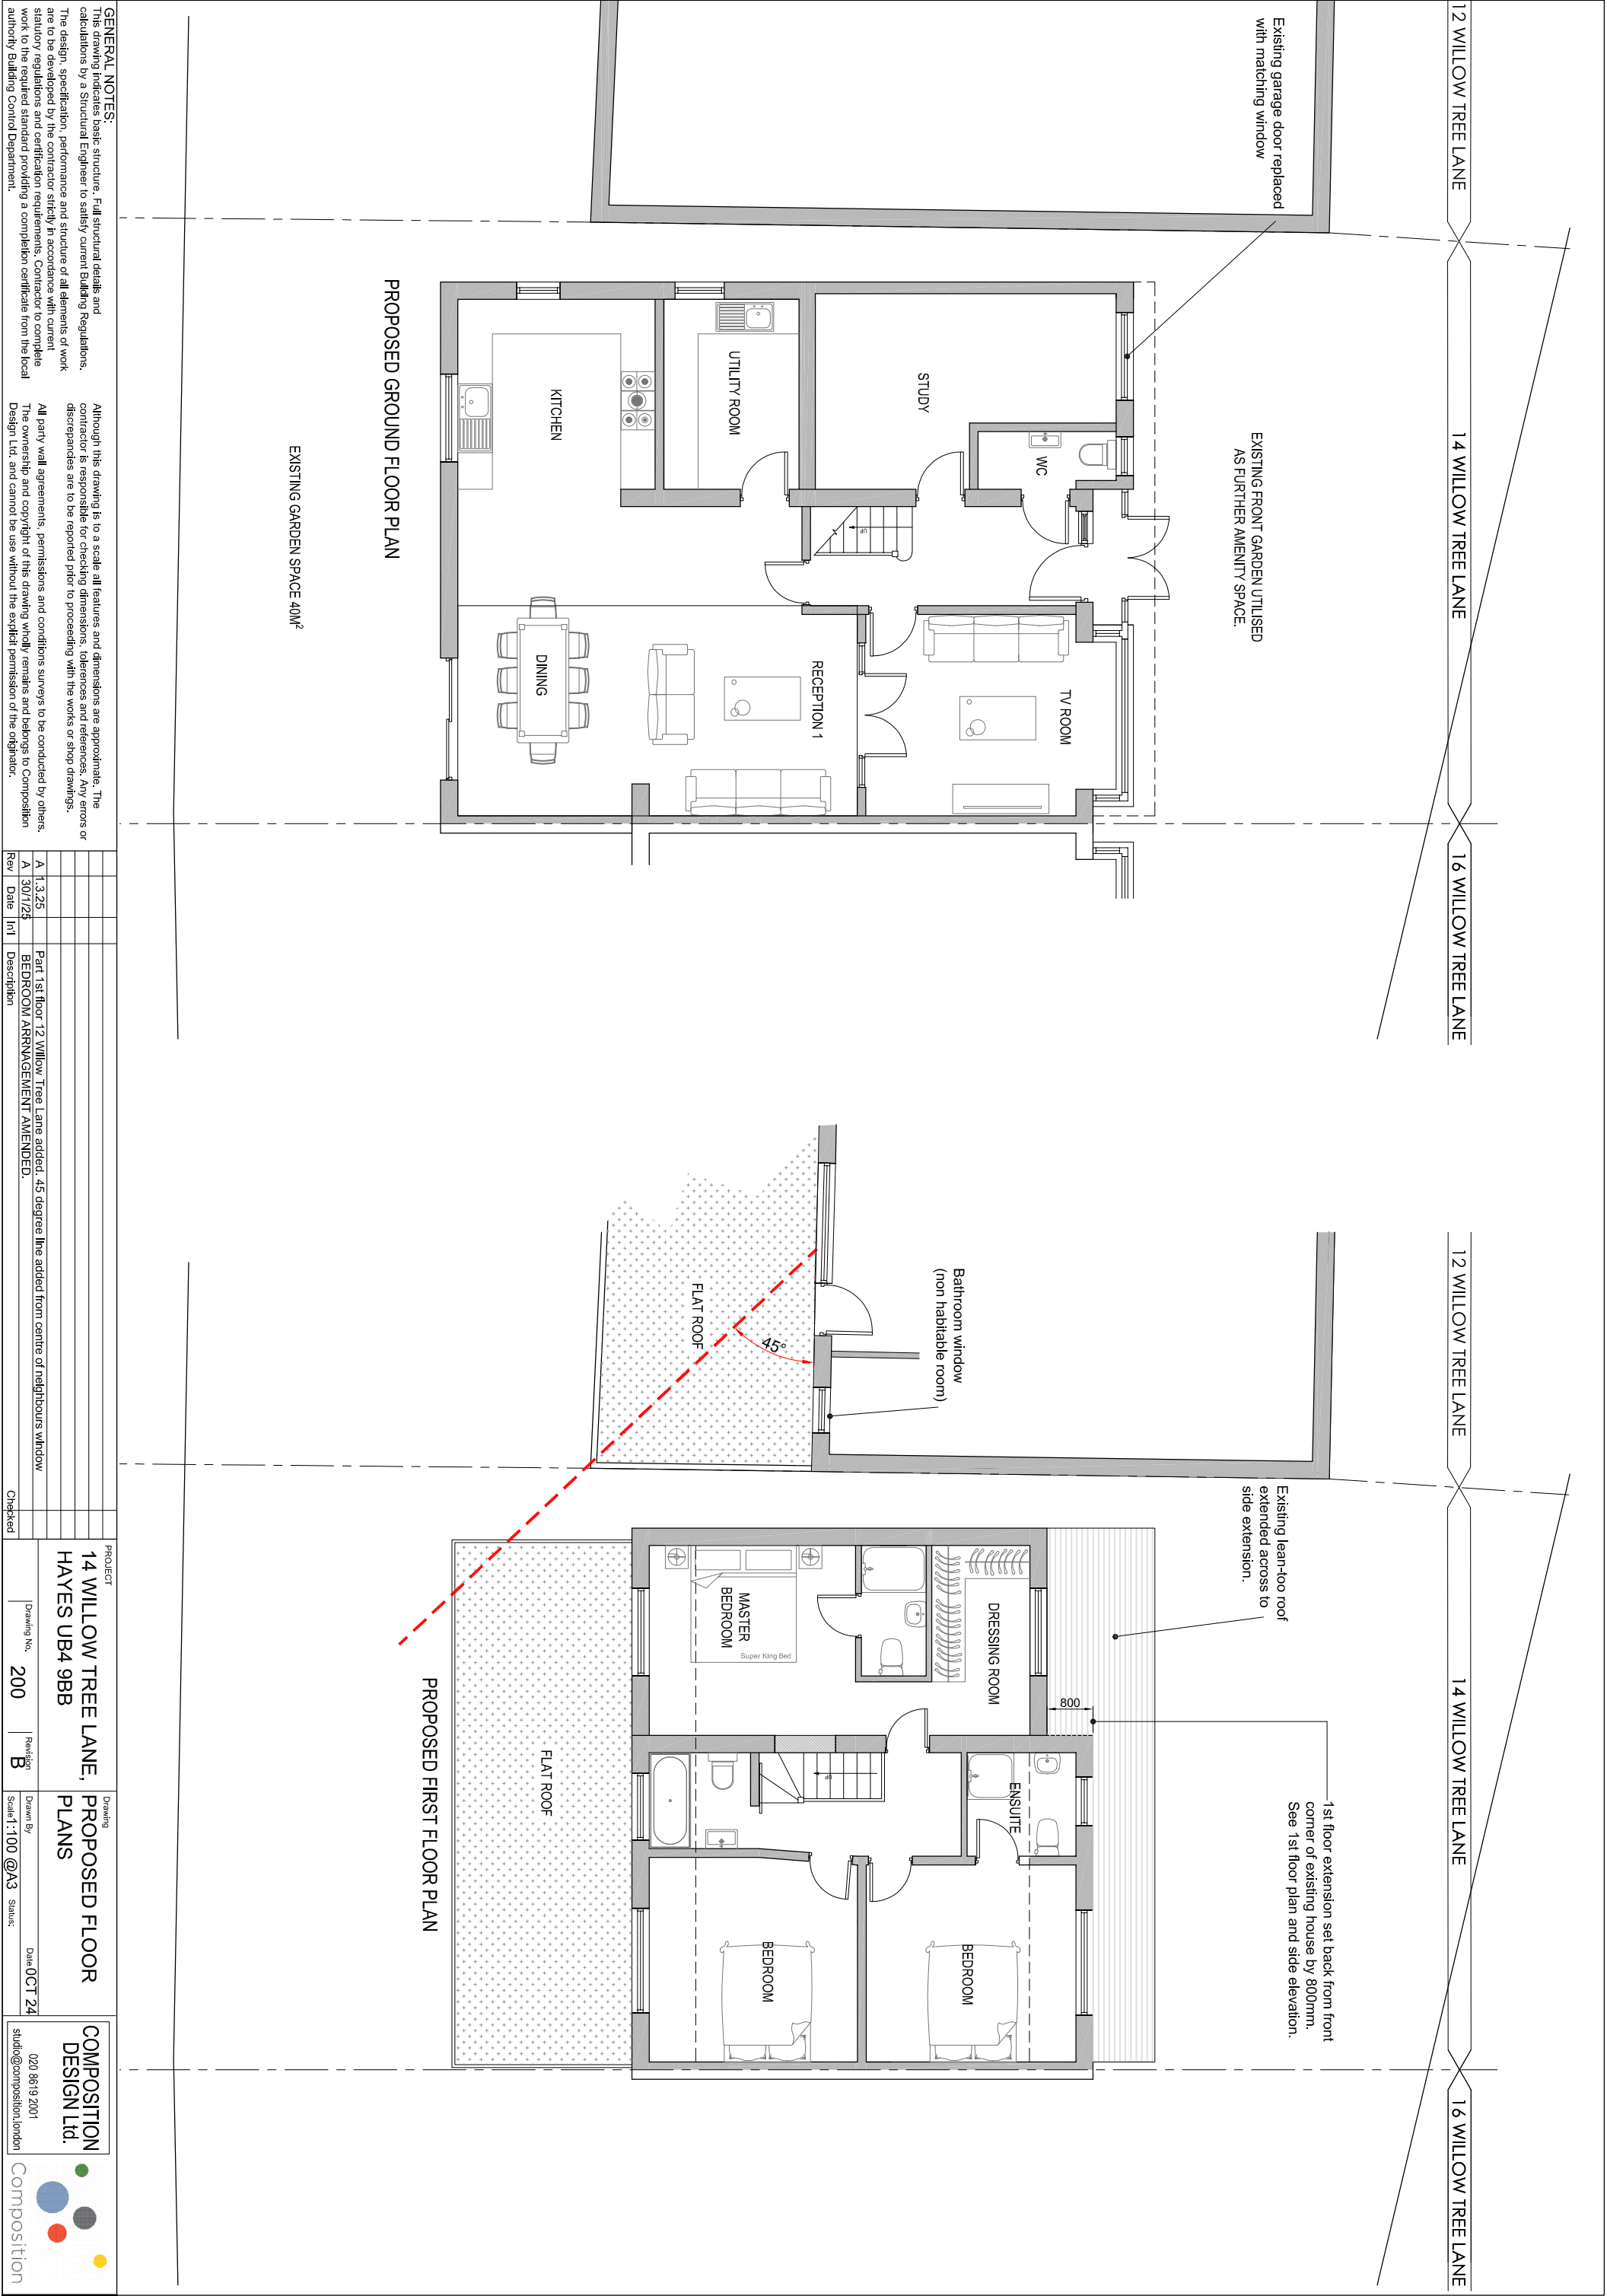 12 WILLOW TREE LANE
14 WILLOW TREE LANE
16 WILLOW TREE LANE
12 WILLOW TREE LANE
14 WILLOW TREE LANE
16 WILLOW TREE LANE
Existing garage door replaced
with matching window
EXISTING FRONT GARDEN UTILISED
AS FURTHER AMENITY SPACE.
STUDY
WC
UP
TV ROOM
UTILITY ROOM
RECEPTION 1
KITCHEN
DINING
PROPOSED GROUND FLOOR PLAN
EXISTING GARDEN SPACE 40M²
Existing lean-too roof
extended across to
side extension.
1st floor extension set back from front
corner of existing house by 800mm.
See 1st floor plan and side elevation.
800
Bathroom window
(non habitable room)
45°
FLAT ROOF
DRESSING ROOM
ENSUITE
BEDROOM
MASTER
BEDROOM
Super King Bed
UP
BEDROOM
FLAT ROOF
PROPOSED FIRST FLOOR PLAN
GENERAL NOTES:
This drawing indicates basic structure. Full structural details and
calculations by a Structural Engineer to satisfy current Building Regulations.
The design, specification, performance and structure of all elements of work
are to be developed by the contractor strictly in accordance with current
statutory regulations and certification requirements. Contractor to complete
work to the required standard providing a completion certificate from the local
authority Building Control Department.
Although this drawing is to a scale all features and dimensions are approximate. The
contractor is responsible for checking dimensions, tolerences and references. Any errors or
discrepancies are to be reported prior to proceeding with the works or shop drawings.
All party wall agreements, permissions and conditions surveys to be conducted by others.
The ownership and copyright of this drawing wholly remains and belongs to Composition
Design Ltd. and cannot be use without the explicit permission of the originator.
A 1.3.25 Part 1st floor 12 Willow Tree Lane added. 45 degree line added from centre of neighbours window
A 30/1/25 BEDROOM ARRNAGEMENT AMENDED.
Rev Date In'l Description Checked
PROJECT
14 WILLOW TREE LANE,
HAYES UB4 9BB
Drawing No. 200 Revision B
Drawing
PROPOSED FLOOR
PLANS
Drawn By Date OCT 24
Scale 1:100 @A3 Status:
COMPOSITION
DESIGN Ltd.
020 8619 2001
studio@composition.london
Composition